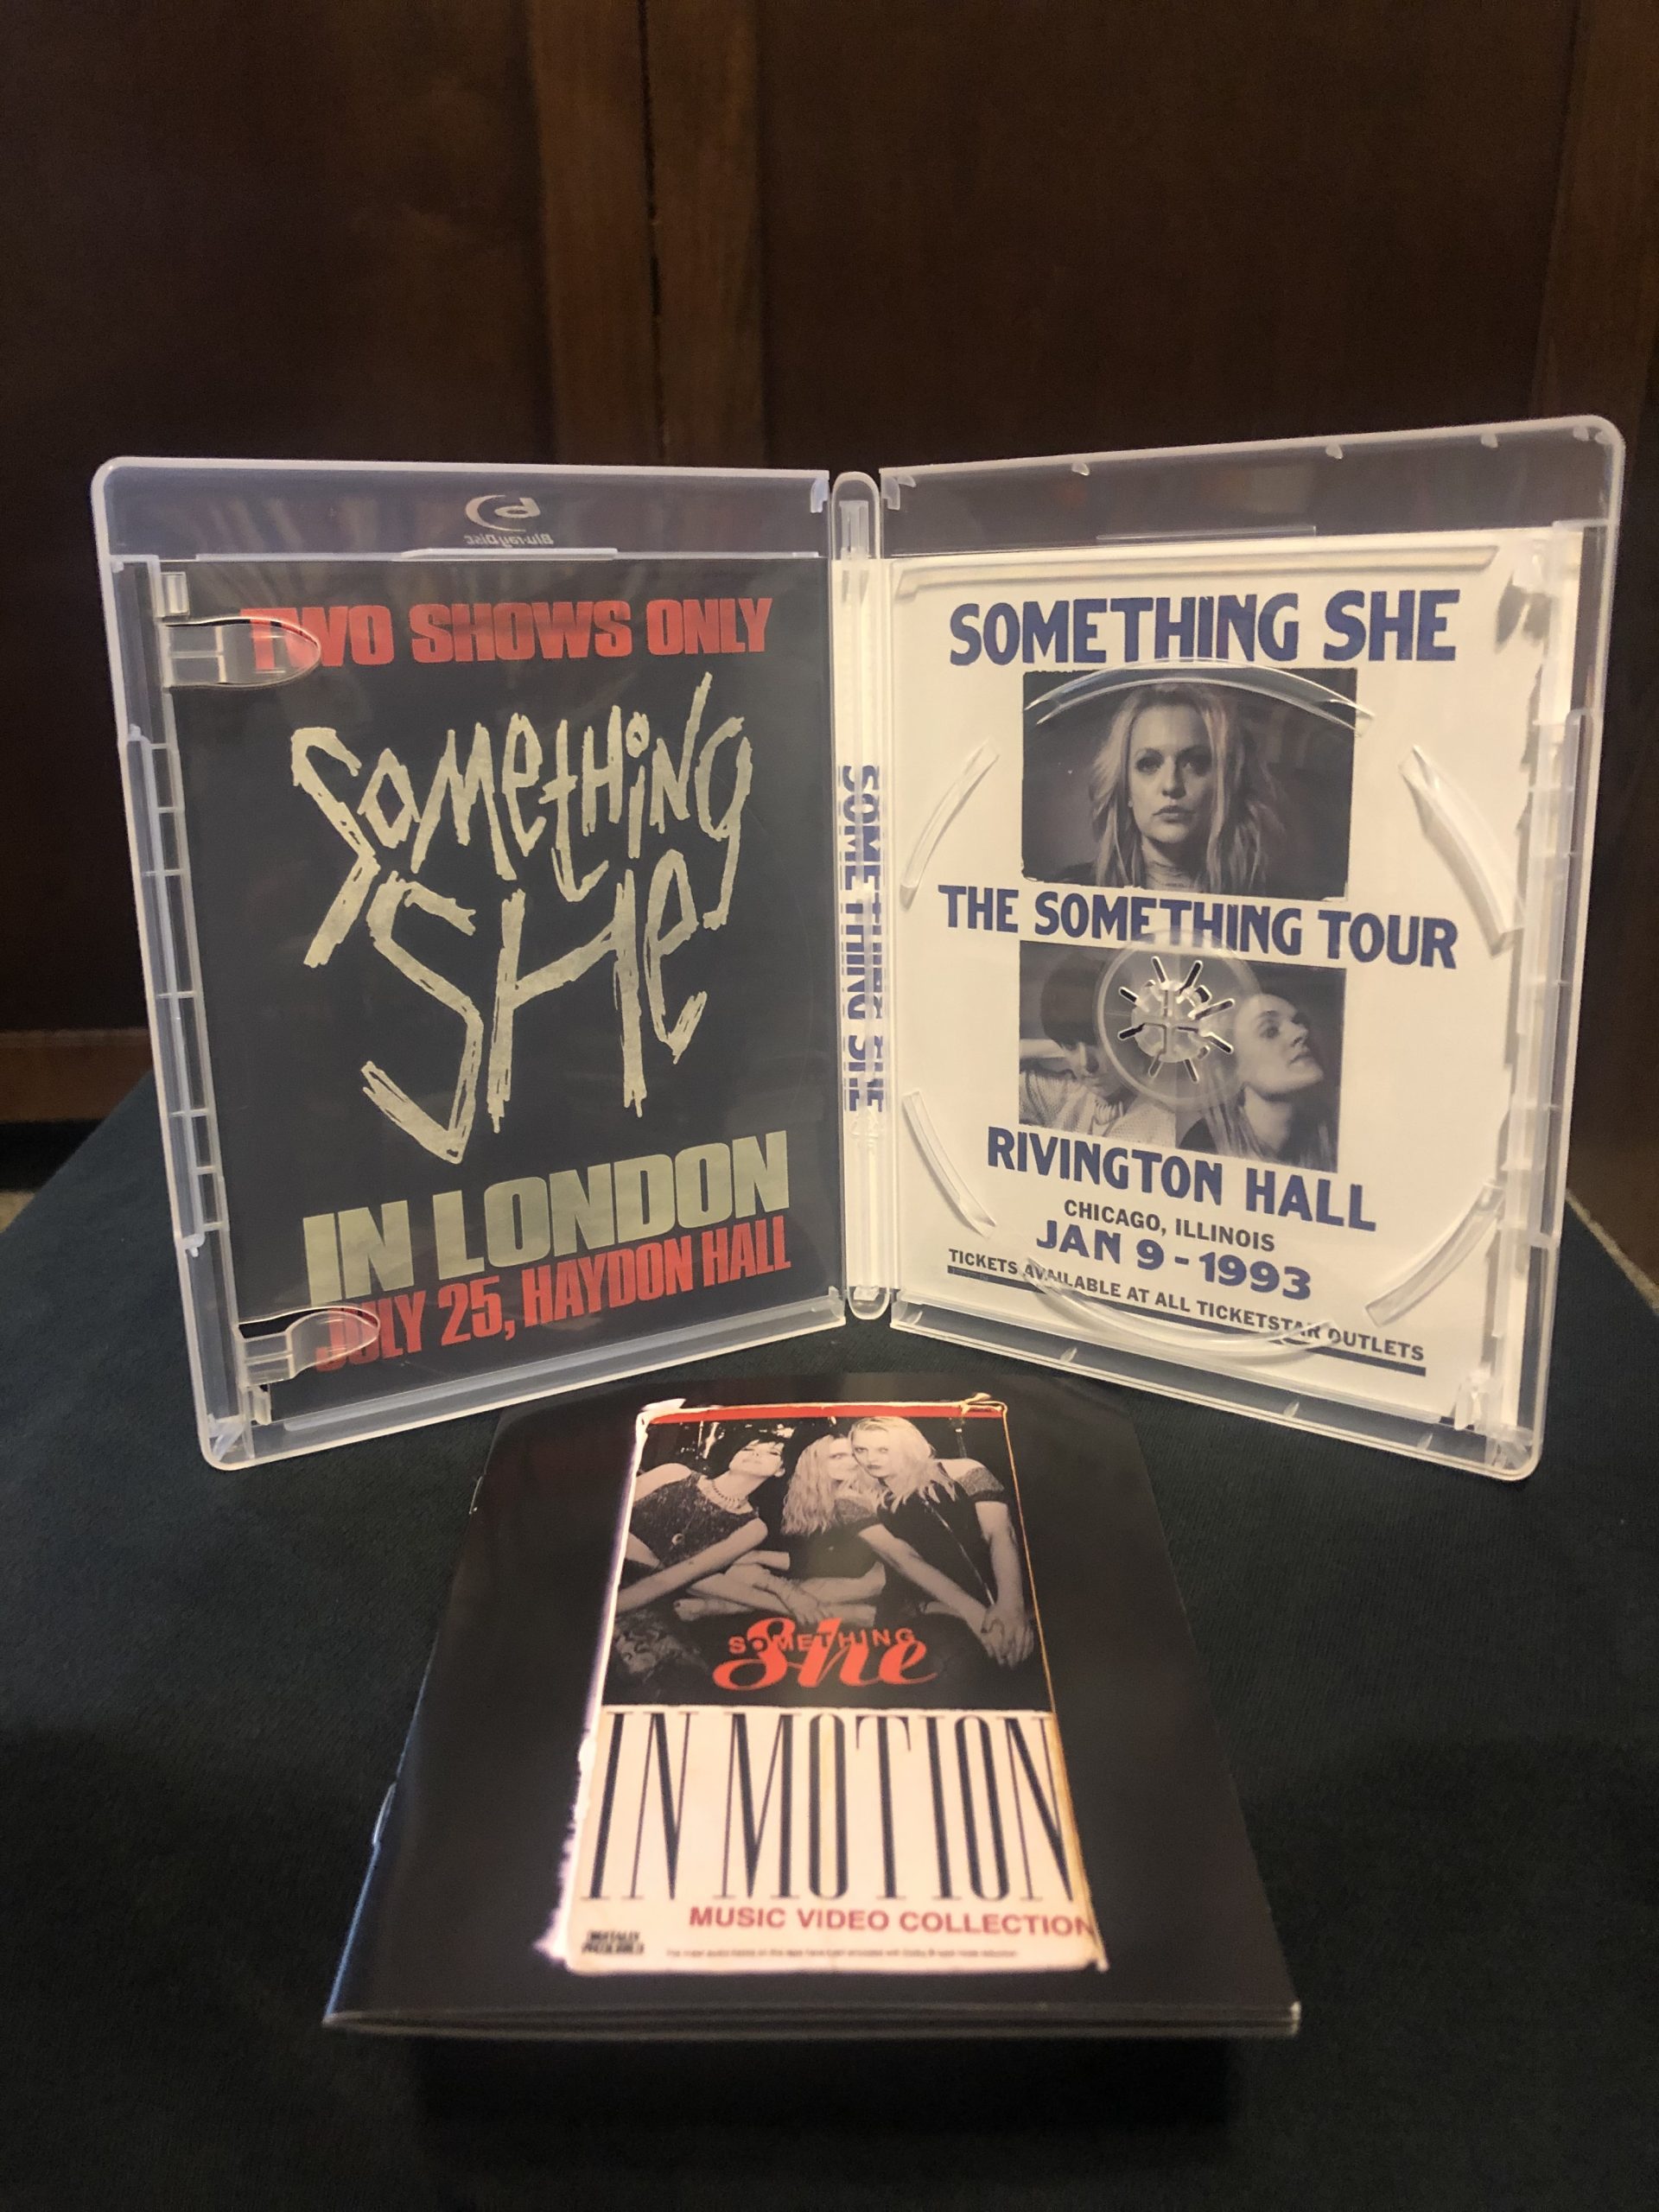 Blu-ray Disc
TWO SHOWS ONLY
SOMETHING
SHE
IN LONDON
JULY 25, HAYDON HALL
SOMETHING SHE
SOMETHING SHE
THE SOMETHING TOUR
RIVINGTON HALL
CHICAGO, ILLINOIS
JAN 9 - 1993
TICKETS AVAILABLE AT ALL TICKETSTAR OUTLETS
SOMETHING
She
IN MOTION
MUSIC VIDEO COLLECTION
DIGITALLY